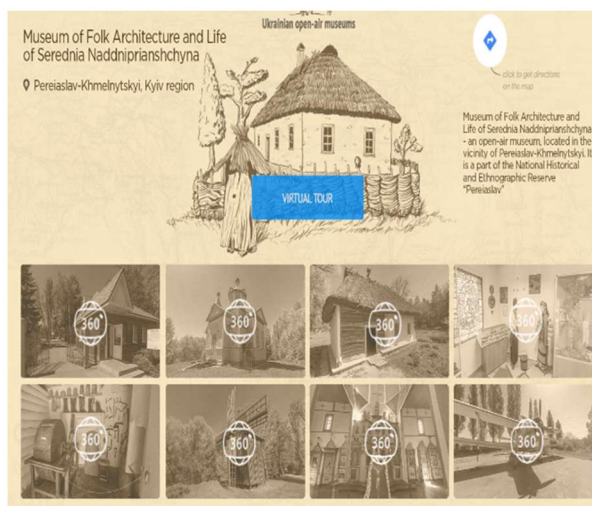 Ukrainian open-air museums
Museum of Folk Architecture and Life
of Serednia Naddniprianshchyna
Pereiaslav-Khmelnytskyi, Kyiv region
click to get directions
on the map
Museum of Folk Architecture and
Life of Serednia Naddniprianshchyna
- an open-air museum, located in the
vicinity of Pereiaslav-Khmelnytskyi. It
is a part of the National Historical
and Ethnographic Reserve
"Pereiaslav"
VIRTUAL TOUR
360°
360°
360°
360°
360°
360°
360°
360°